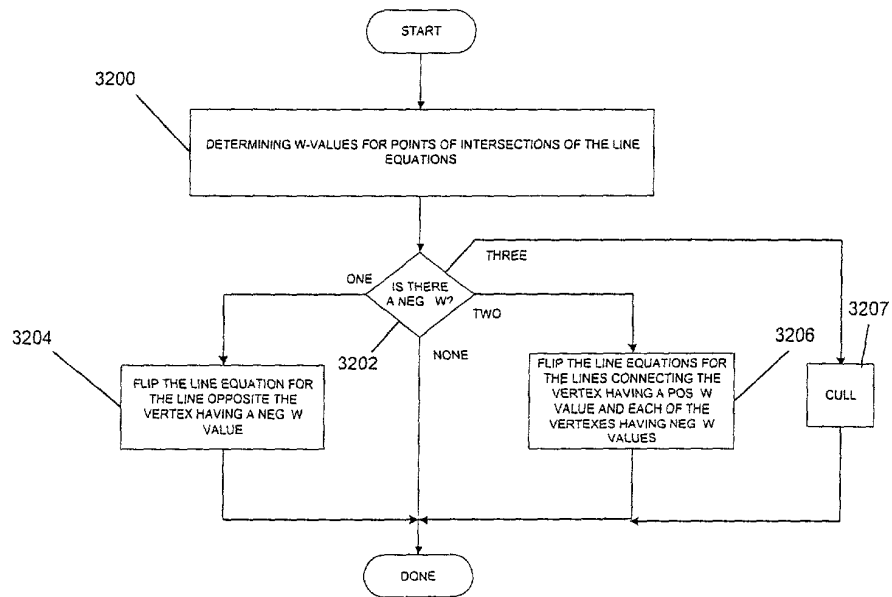 START
3200
DETERMINING W-VALUES FOR POINTS OF INTERSECTIONS OF THE LINE
EQUATIONS
THREE
ONE
IS THERE
A NEG W?
TWO
3207
3204
3202
3206
NONE
FLIP THE LINE EQUATION FOR
THE LINE OPPOSITE THE
VERTEX HAVING A NEG W
VALUE
FLIP THE LINE EQUATIONS FOR
THE LINES CONNECTING THE
VERTEX HAVING A POS W
VALUE AND EACH OF THE
VERTEXES HAVING NEG W
VALUES
CULL
DONE